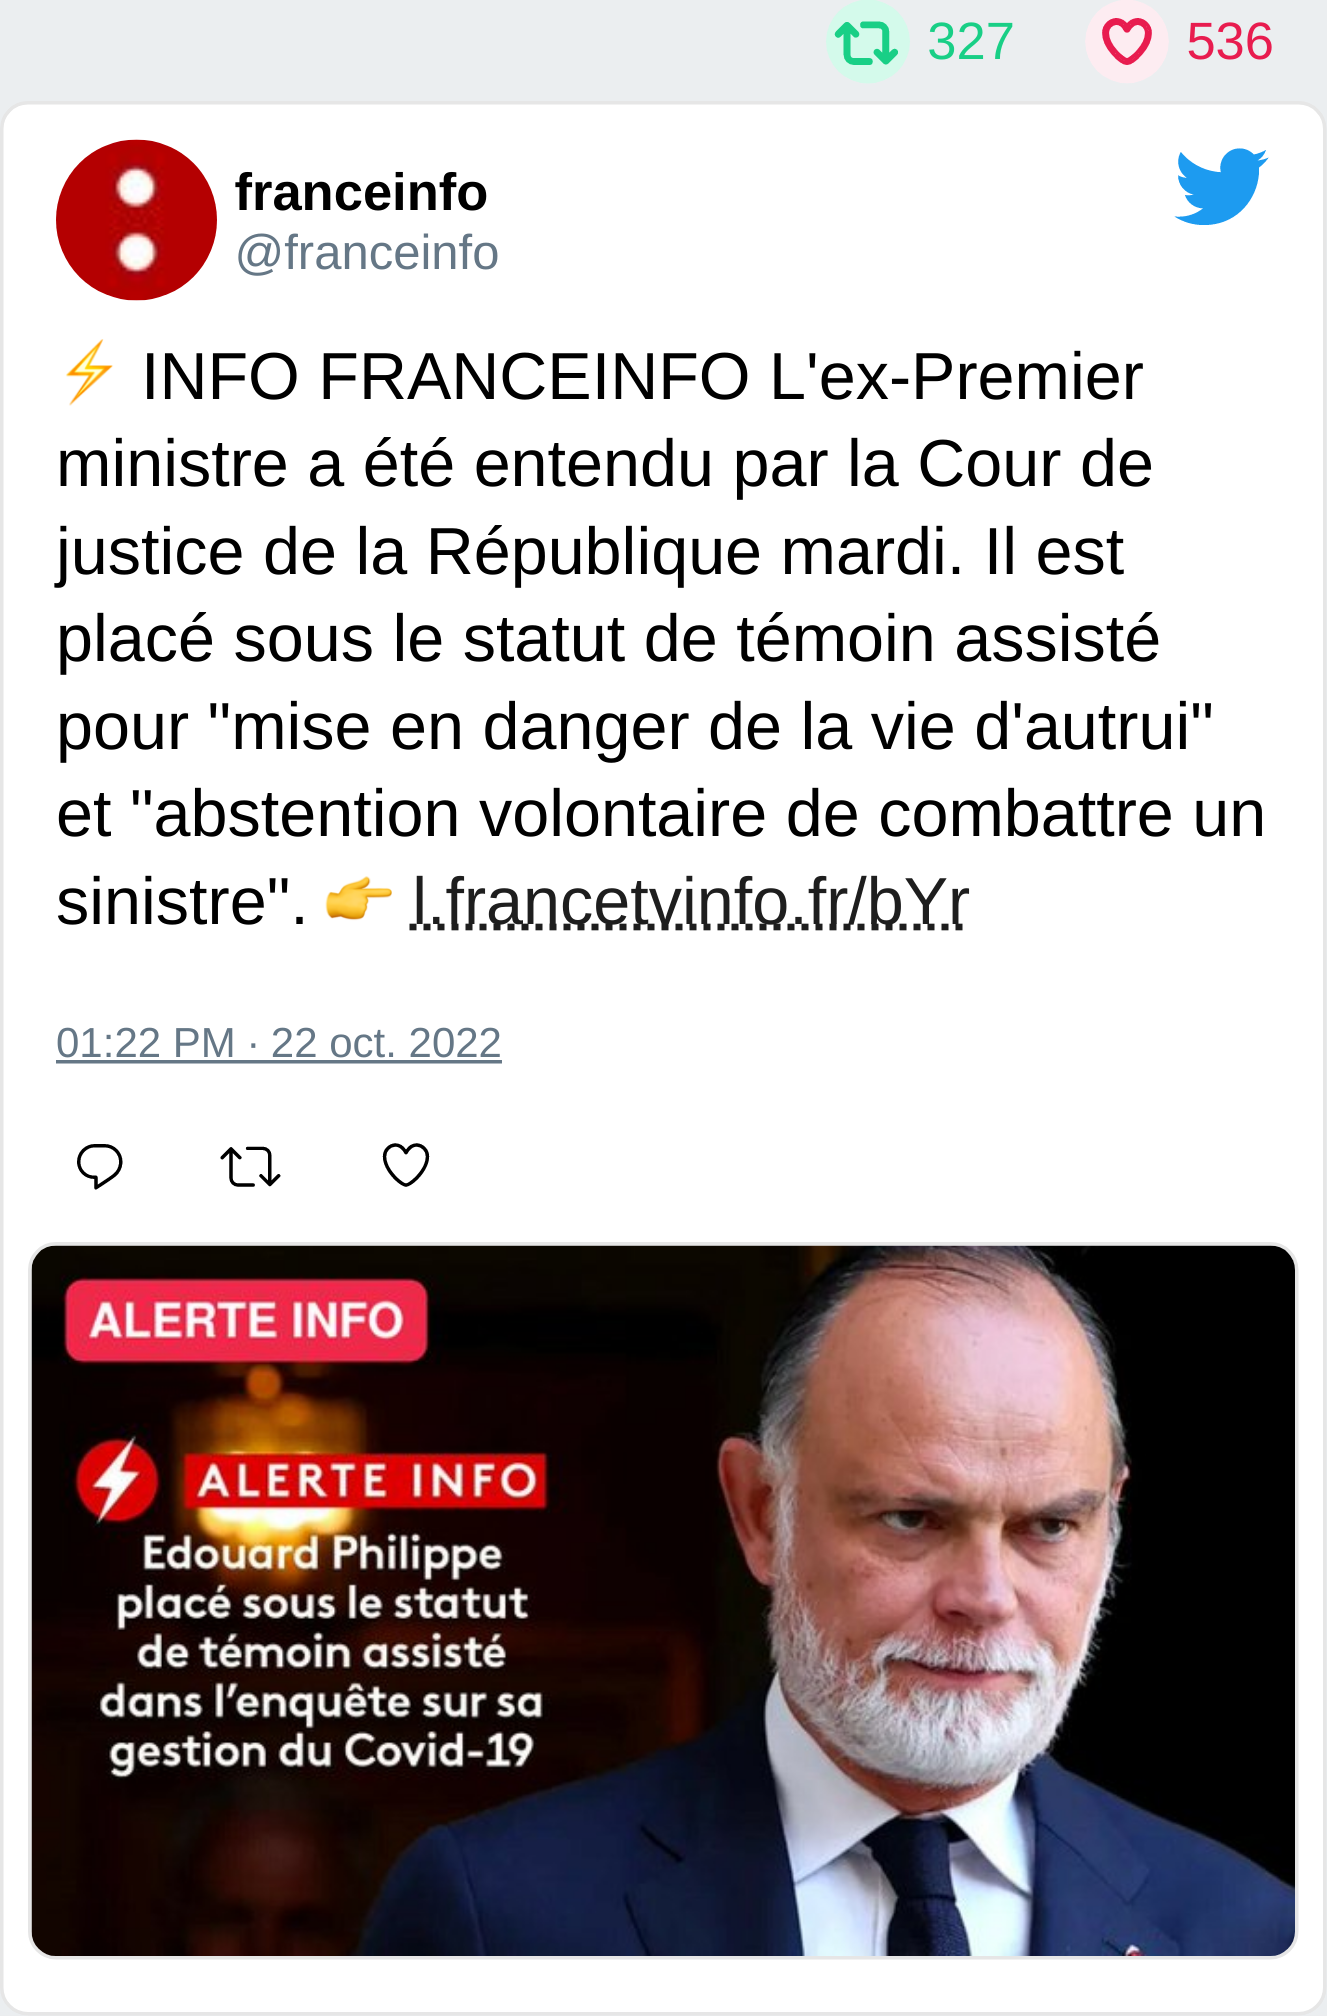 327 536
franceinfo
@franceinfo
⚡ INFO FRANCEINFO L'ex-Premier
ministre a été entendu par la Cour de
justice de la République mardi. Il est
placé sous le statut de témoin assisté
pour "mise en danger de la vie d'autrui"
et "abstention volontaire de combattre un
sinistre". 👉 l.francetvinfo.fr/bYr
01:22 PM · 22 oct. 2022
ALERTE INFO
ALERTE INFO
Edouard Philippe
placé sous le statut
de témoin assisté
dans l’enquête sur sa
gestion du Covid-19